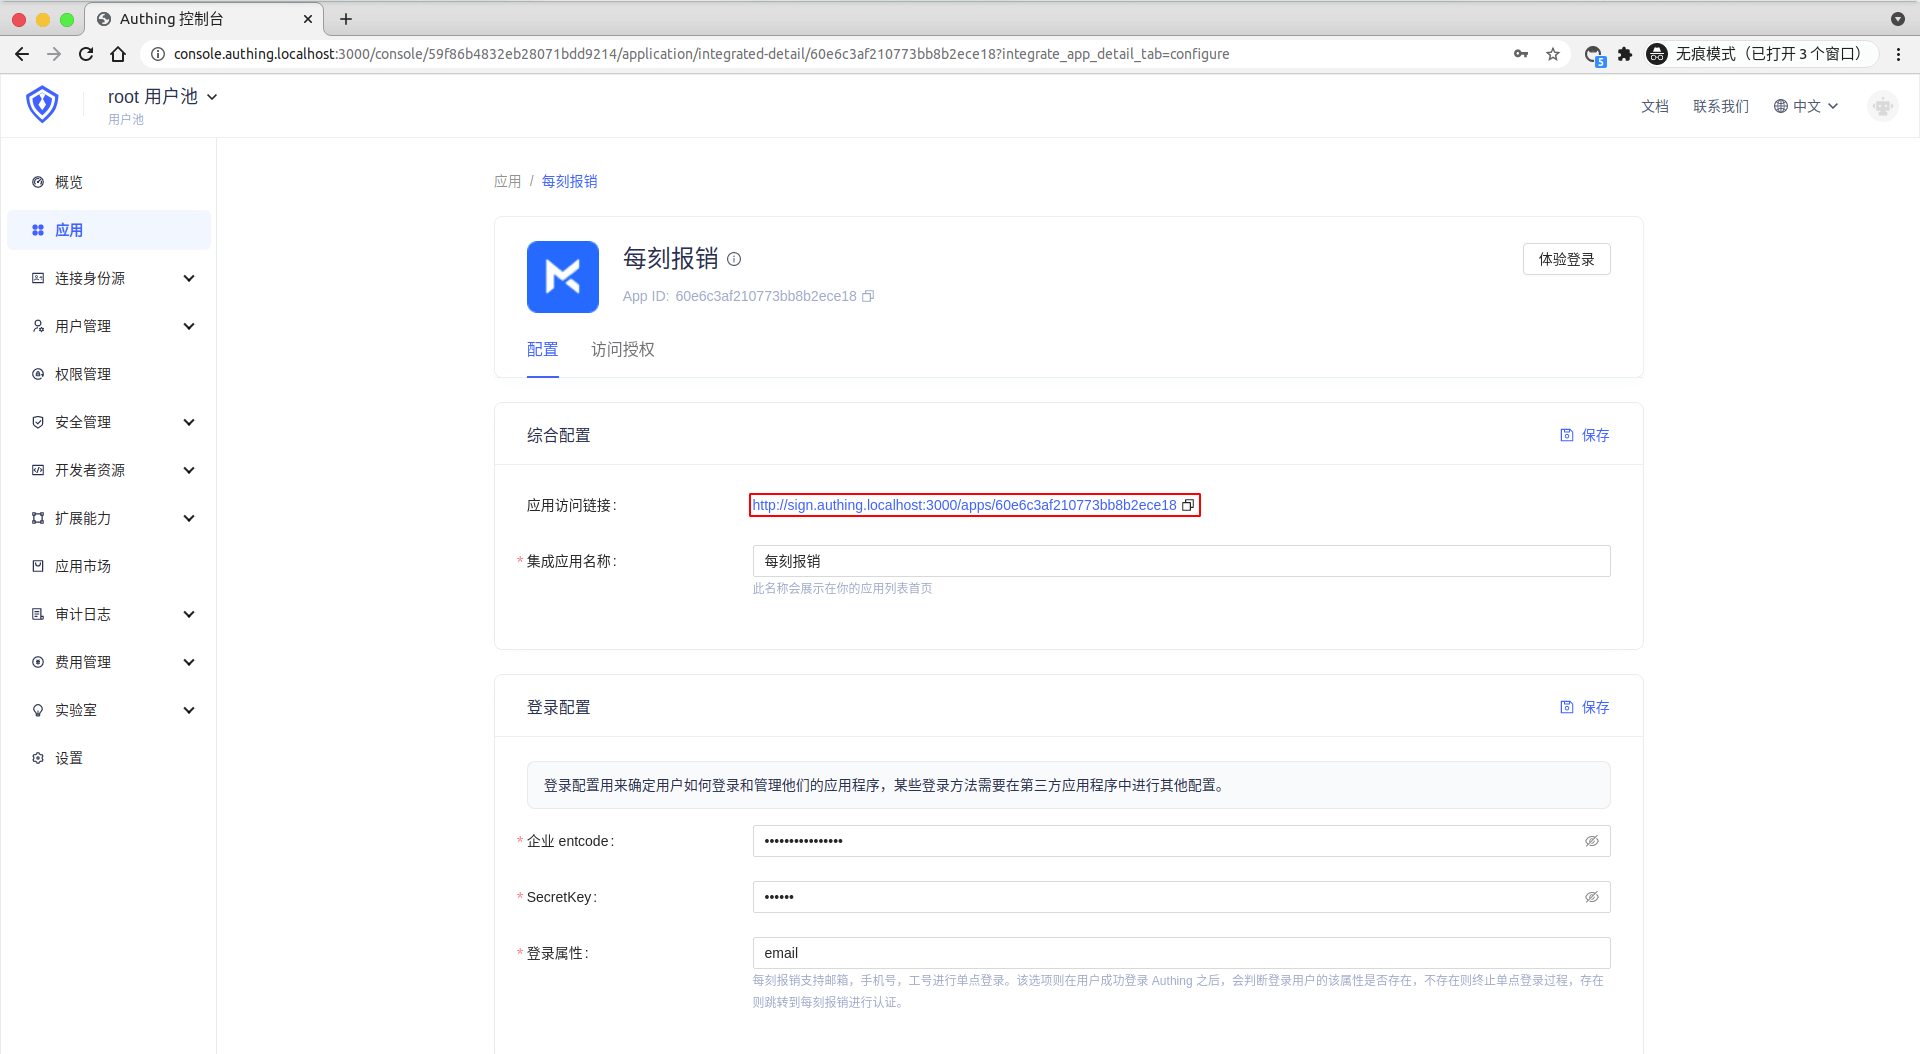 Authing 控制台
console.authing.localhost:3000/console/59f86b4832eb28071bdd9214/application/integrated-detail/60e6c3af210773bb8b2ece18?integrate_app_detail_tab=configure
5
无痕模式（已打开 3 个窗口）
root 用户池
用户池
文档
联系我们
中文
概览
应用
连接身份源
用户管理
权限管理
安全管理
开发者资源
扩展能力
应用市场
审计日志
费用管理
实验室
设置
应用 / 每刻报销
每刻报销
App ID: 60e6c3af210773bb8b2ece18
体验登录
配置
访问授权
综合配置
保存
应用访问链接:
http://sign.authing.localhost:3000/apps/60e6c3af210773bb8b2ece18
* 集成应用名称:
每刻报销
此名称会展示在你的应用列表首页
登录配置
保存
登录配置用来确定用户如何登录和管理他们的应用程序，某些登录方法需要在第三方应用程序中进行其他配置。
* 企业 entcode:
••••••••••••••••
* SecretKey:
••••••
* 登录属性:
email
每刻报销支持邮箱，手机号，工号进行单点登录。该选项则在用户成功登录 Authing 之后，会判断登录用户的该属性是否存在，不存在则终止单点登录过程，存在
则跳转到每刻报销进行认证。